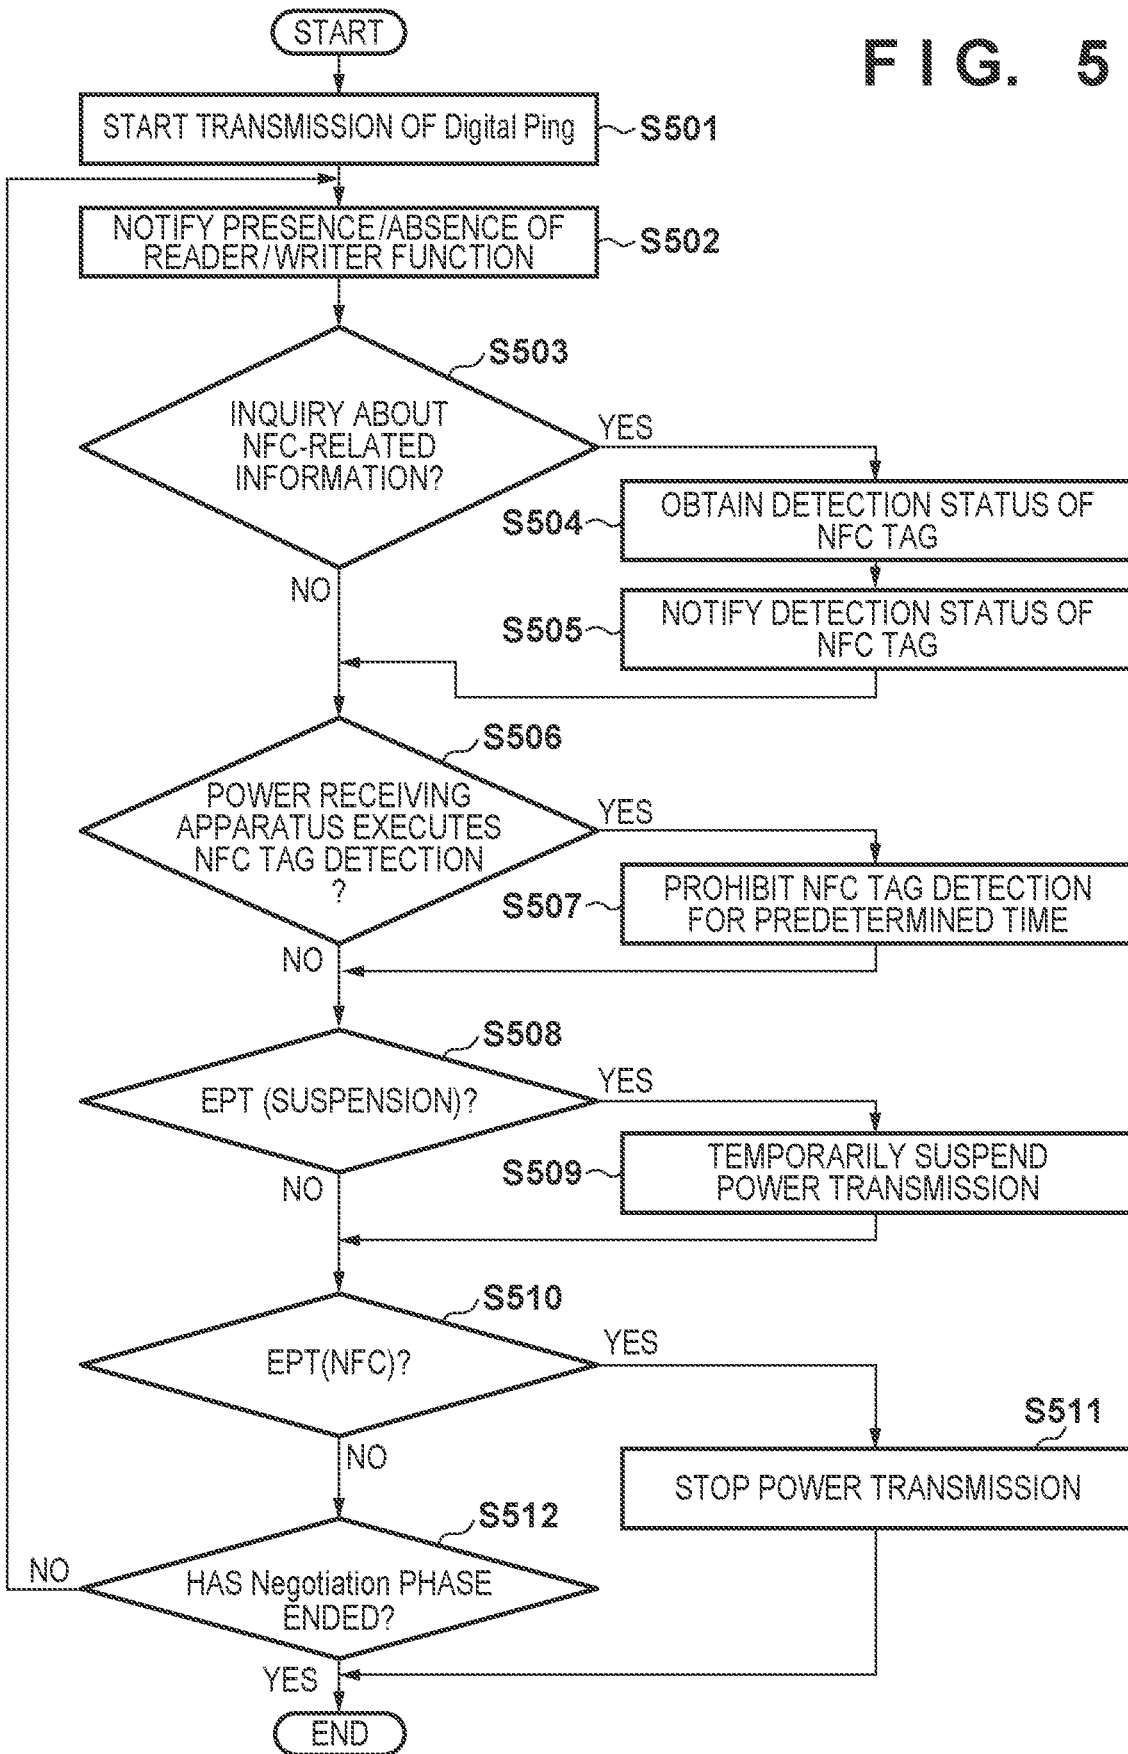 START
FIG. 5
START TRANSMISSION OF Digital Ping
S501
NOTIFY PRESENCE/ABSENCE OF
READER/WRITER FUNCTION
S502
S503
INQUIRY ABOUT
NFC-RELATED
INFORMATION?
YES
NO
S504
OBTAIN DETECTION STATUS OF
NFC TAG
S505
NOTIFY DETECTION STATUS OF
NFC TAG
S506
POWER RECEIVING
APPARATUS EXECUTES
NFC TAG DETECTION
?
YES
NO
S507
PROHIBIT NFC TAG DETECTION
FOR PREDETERMINED TIME
S508
EPT (SUSPENSION)?
YES
NO
S509
TEMPORARILY SUSPEND
POWER TRANSMISSION
S510
EPT(NFC)?
YES
NO
S511
STOP POWER TRANSMISSION
S512
HAS Negotiation PHASE
ENDED?
NO
YES
END